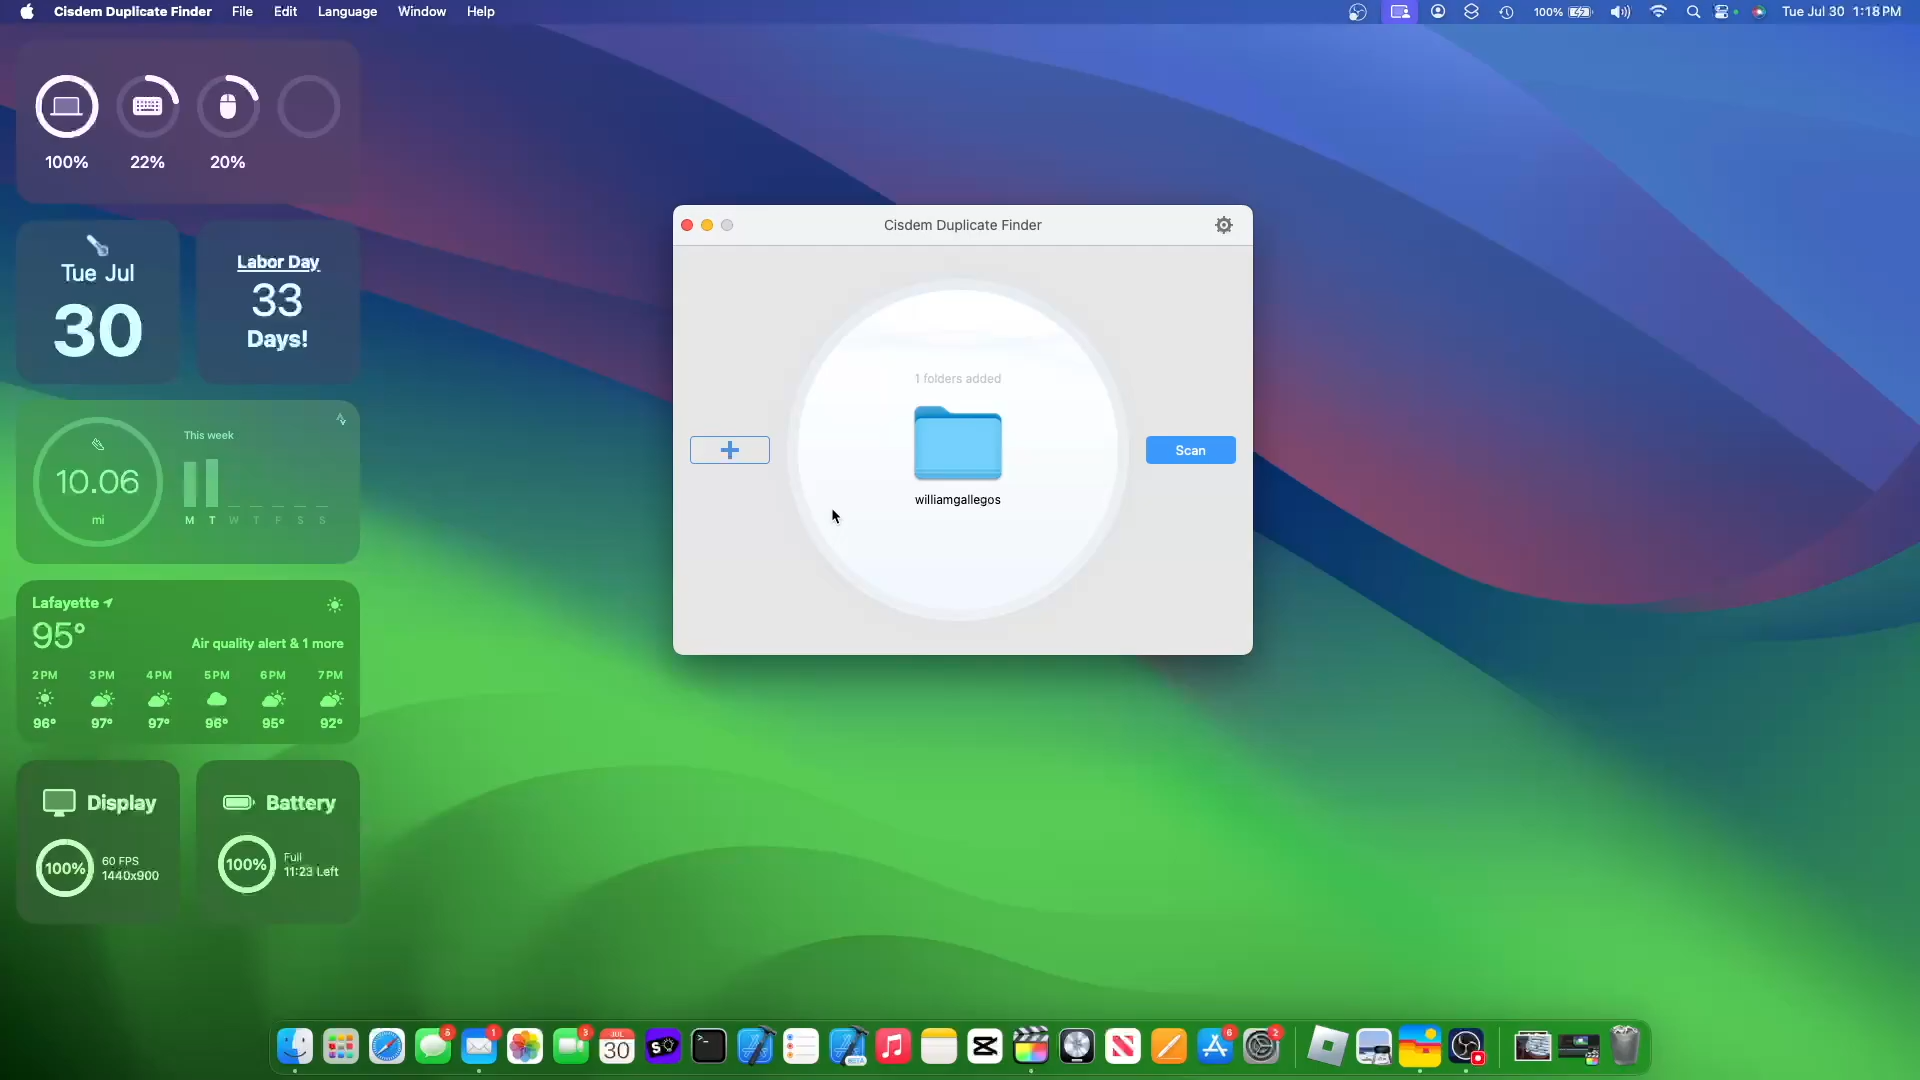 Cisdem Duplicate Finder File Edit Language Window Help
100% Tue Jul 30 1:18 PM
100% 22% 20%
Tue Jul
30
Labor Day
33
Days!
10.06
mi
This week
M T W T F S S
Lafayette
95°
Air quality alert & 1 more
2 PM 3 PM 4 PM 5 PM 6 PM 7 PM
96° 97° 97° 96° 95° 92°
Display
100%
60 FPS
1440x900
Battery
100%
Full
11:23 Left
Cisdem Duplicate Finder
1 folders added
williamgallegos
Scan
JUL
30
BETA